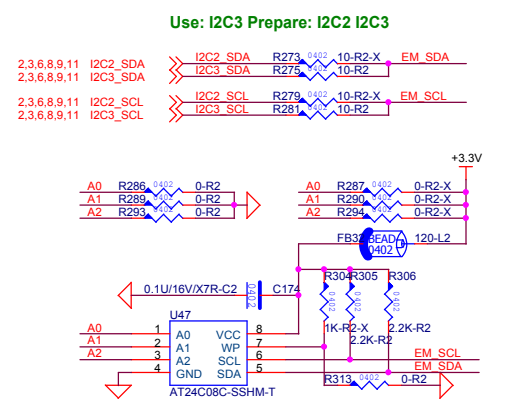 Use: I2C3 Prepare: I2C2 I2C3
2,3,6,8,9,11 I2C2_SDA I2C2_SDA R273 0402 10-R2-X EM_SDA
2,3,6,8,9,11 I2C3_SDA I2C3_SDA R275 0402 10-R2
2,3,6,8,9,11 I2C2_SCL I2C2_SCL R279 0402 10-R2-X EM_SCL
2,3,6,8,9,11 I2C3_SCL I2C3_SCL R281 0402 10-R2
+3.3V
A0 R286 0402 0-R2 A0 R287 0402 0-R2-X
A1 R289 0402 0-R2 A1 R290 0402 0-R2-X
A2 R293 0402 0-R2 A2 R294 0402 0-R2-X
BEAD 120-L2
0402
R304 R305 R306
0.1U/16V/X7R-C2 0402 C174 0402 0402 0402
U47
1K-R2-X 2.2K-R2
2.2K-R2
A0 1 A0 VCC 8
A1 2 A1 WP 7
A2 3 A2 SCL 6 EM_SCL
4 GND SDA 5 EM_SDA
R313 0402 0-R2
AT24C08C-SSHM-T